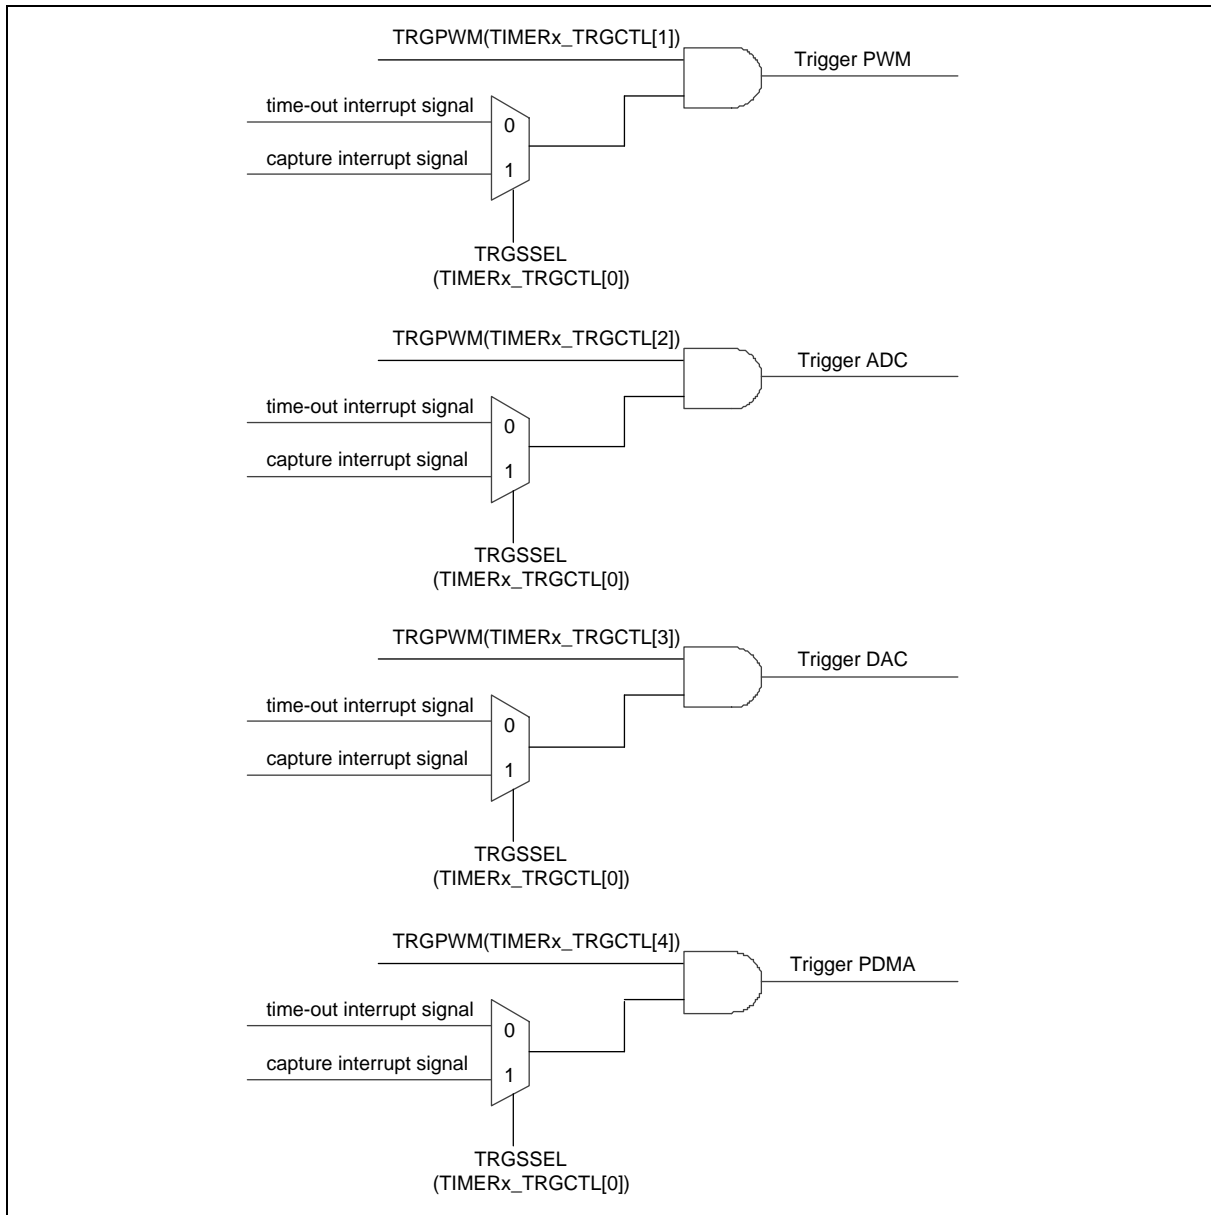 TRGPWM(TIMERx_TRGCTL[1])
Trigger PWM
time-out interrupt signal
0
capture interrupt signal
1
TRGSSEL
(TIMERx_TRGCTL[0])
TRGPWM(TIMERx_TRGCTL[2])
Trigger ADC
time-out interrupt signal
0
capture interrupt signal
1
TRGSSEL
(TIMERx_TRGCTL[0])
TRGPWM(TIMERx_TRGCTL[3])
Trigger DAC
time-out interrupt signal
0
capture interrupt signal
1
TRGSSEL
(TIMERx_TRGCTL[0])
TRGPWM(TIMERx_TRGCTL[4])
Trigger PDMA
time-out interrupt signal
0
capture interrupt signal
1
TRGSSEL
(TIMERx_TRGCTL[0])